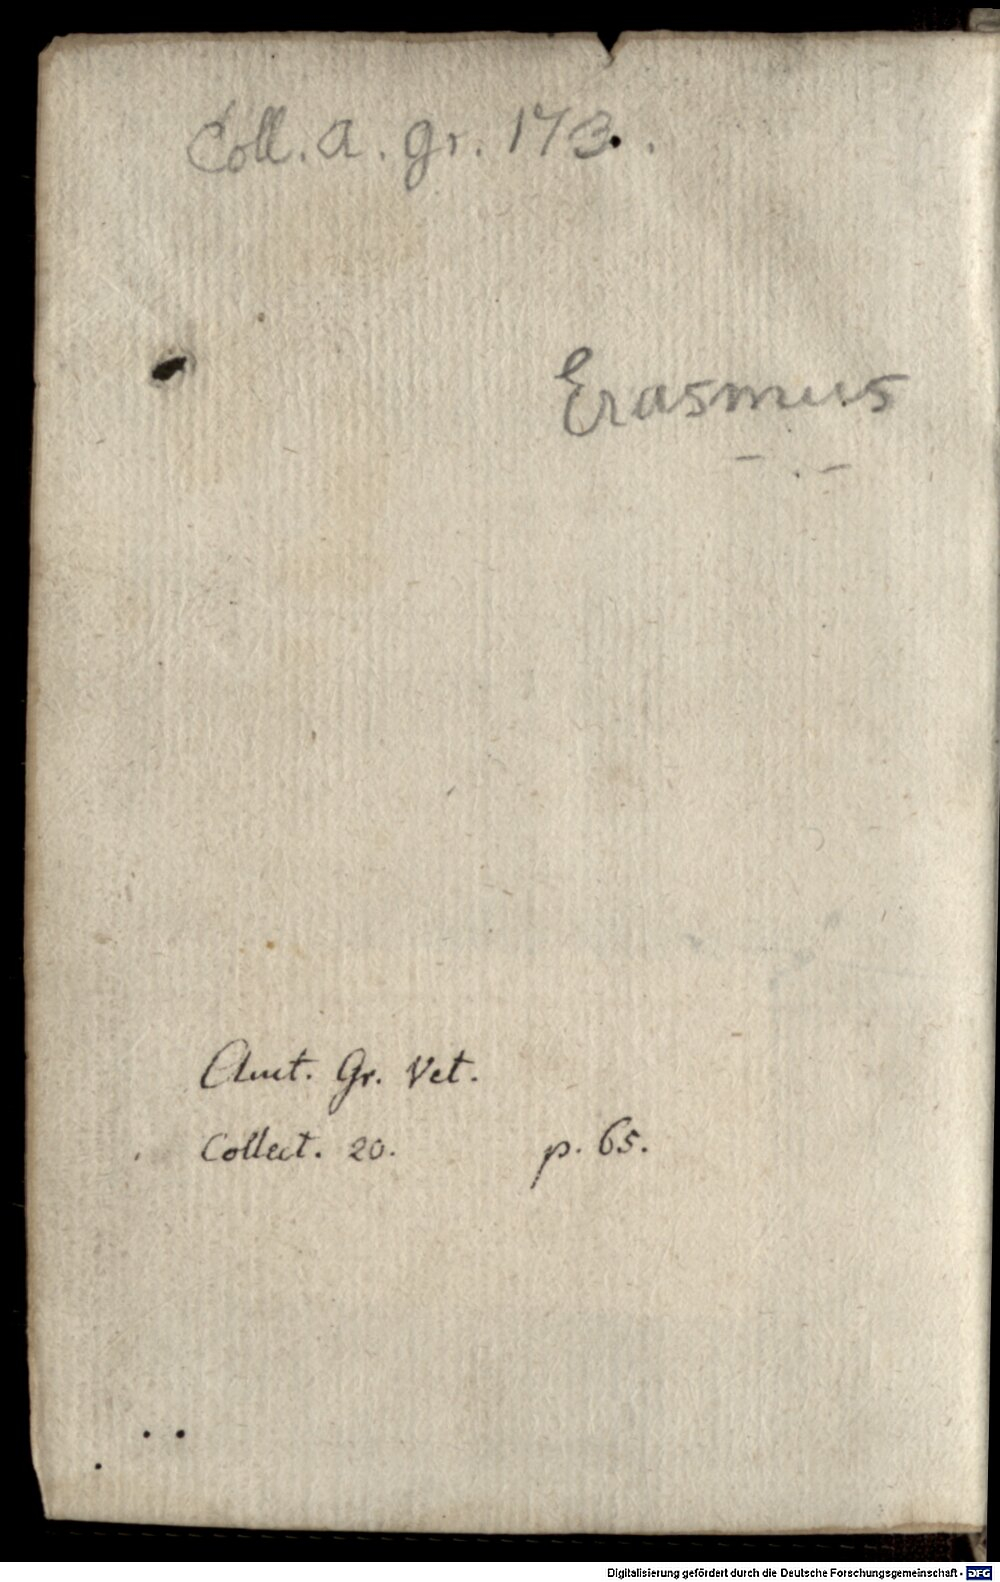 Coll. a. gr. 173.
Erasmus
Auct. Gr. Vet.
Collect. 20. p. 65.
Digitalisierung gefördert durch die Deutsche Forschungsgemeinschaft - DFG